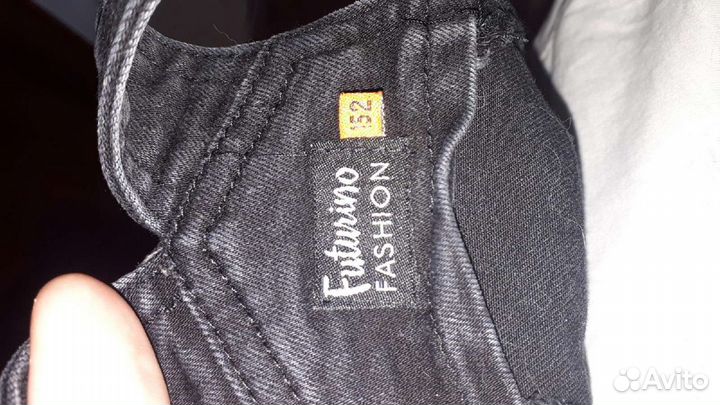 152
Futurino
FASHION
Avito